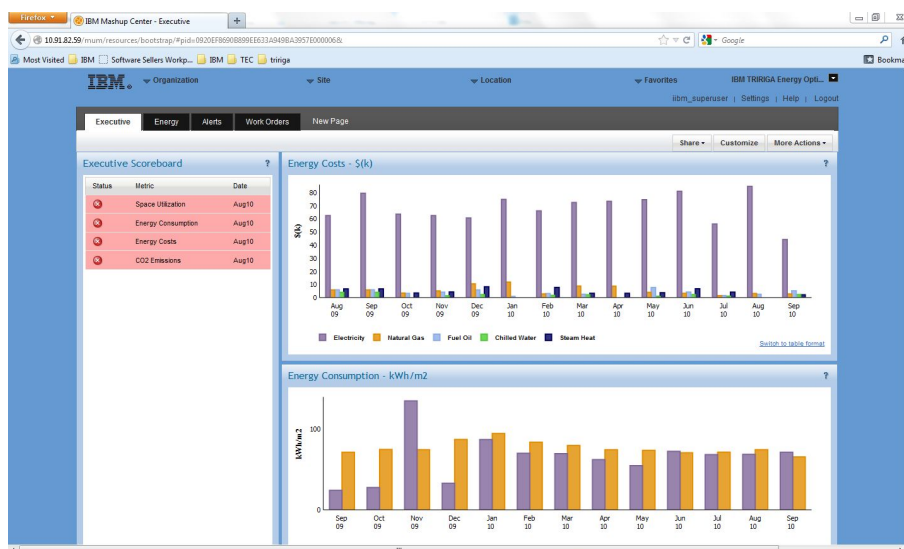 Firefox
IBM Mashup Center - Executive
+
10.91.82.59/mum/resources/bootstrap/#pid=0920EF8690B899EE633A949BA3957E000006&
Google
Most Visited IBM Software Sellers Workp... IBM TEC tririga Bookma
IBM Organization Site Location Favorites IBM TRIRIGA Energy Opti...
iibm_superuser | Settings | Help | Logout
Executive Energy Alerts Work Orders New Page
Share Customize More Actions
Executive Scoreboard ?
Status Metric Date
Space Utilization Aug10
Energy Consumption Aug10
Energy Costs Aug10
CO2 Emissions Aug10
Energy Costs - $(k) ?
$(k)
80
70
60
50
40
30
20
10
0
Aug 09 Sep 09 Oct 09 Nov 09 Dec 09 Jan 10 Feb 10 Mar 10 Apr 10 May 10 Jun 10 Jul 10 Aug 10 Sep 10
Electricity Natural Gas Fuel Oil Chilled Water Steam Heat
Switch to table format
Energy Consumption - kWh/m2 ?
kWh/m2
100
0
Sep 09 Oct 09 Nov 09 Dec 09 Jan 10 Feb 10 Mar 10 Apr 10 May 10 Jun 10 Jul 10 Aug 10 Sep 10